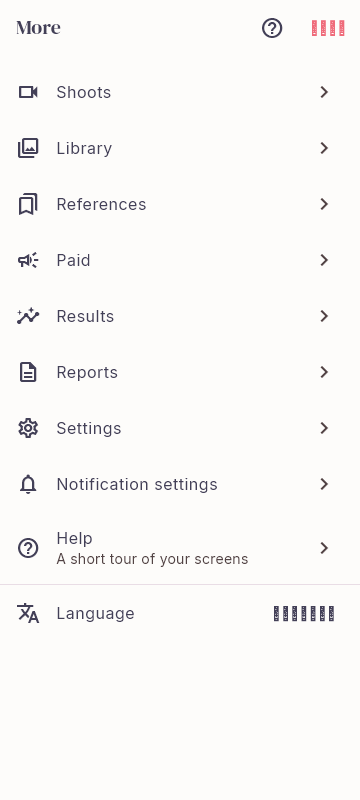 More
Shoots
Library
References
Paid
Results
Reports
Settings
Notification settings
Help
A short tour of your screens
Language